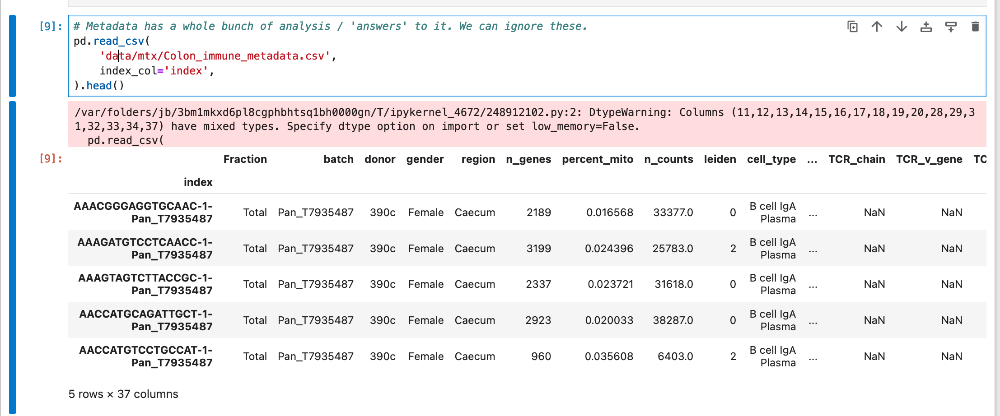 [9]: # Metadata has a whole bunch of analysis / 'answers' to it. We can ignore these.
pd.read_csv(
'data/mtx/Colon_immune_metadata.csv',
index_col='index',
).head()
/var/folders/jb/3bm1mkxd6pl8cgphbhtsq1bh0000gn/T/ipykernel_4672/248912102.py:2: DtypeWarning: Columns (11,12,13,14,15,16,17,18,19,20,28,29,3
1,32,33,34,37) have mixed types. Specify dtype option on import or set low_memory=False.
pd.read_csv(
[9]: Fraction batch donor gender region n_genes percent_mito n_counts leiden cell_type ... TCR_chain TCR_v_gene TC
index
AAACGGGAGGTGCAAC-1-
Pan_T7935487 Total Pan_T7935487 390c Female Caecum 2189 0.016568 33377.0 0 B cell IgA
Plasma ... NaN NaN
AAAGATGTCCTCAACC-1-
Pan_T7935487 Total Pan_T7935487 390c Female Caecum 3199 0.024396 25783.0 2 B cell IgA
Plasma ... NaN NaN
AAAGTAGTCTTACCGC-1-
Pan_T7935487 Total Pan_T7935487 390c Female Caecum 2337 0.023721 31618.0 0 B cell IgA
Plasma ... NaN NaN
AACCATGCAGATTGCT-1-
Pan_T7935487 Total Pan_T7935487 390c Female Caecum 2923 0.020033 38287.0 0 B cell IgA
Plasma ... NaN NaN
AACCATGTCCTGCCAT-1-
Pan_T7935487 Total Pan_T7935487 390c Female Caecum 960 0.035608 6403.0 2 B cell IgA
Plasma ... NaN NaN
5 rows × 37 columns